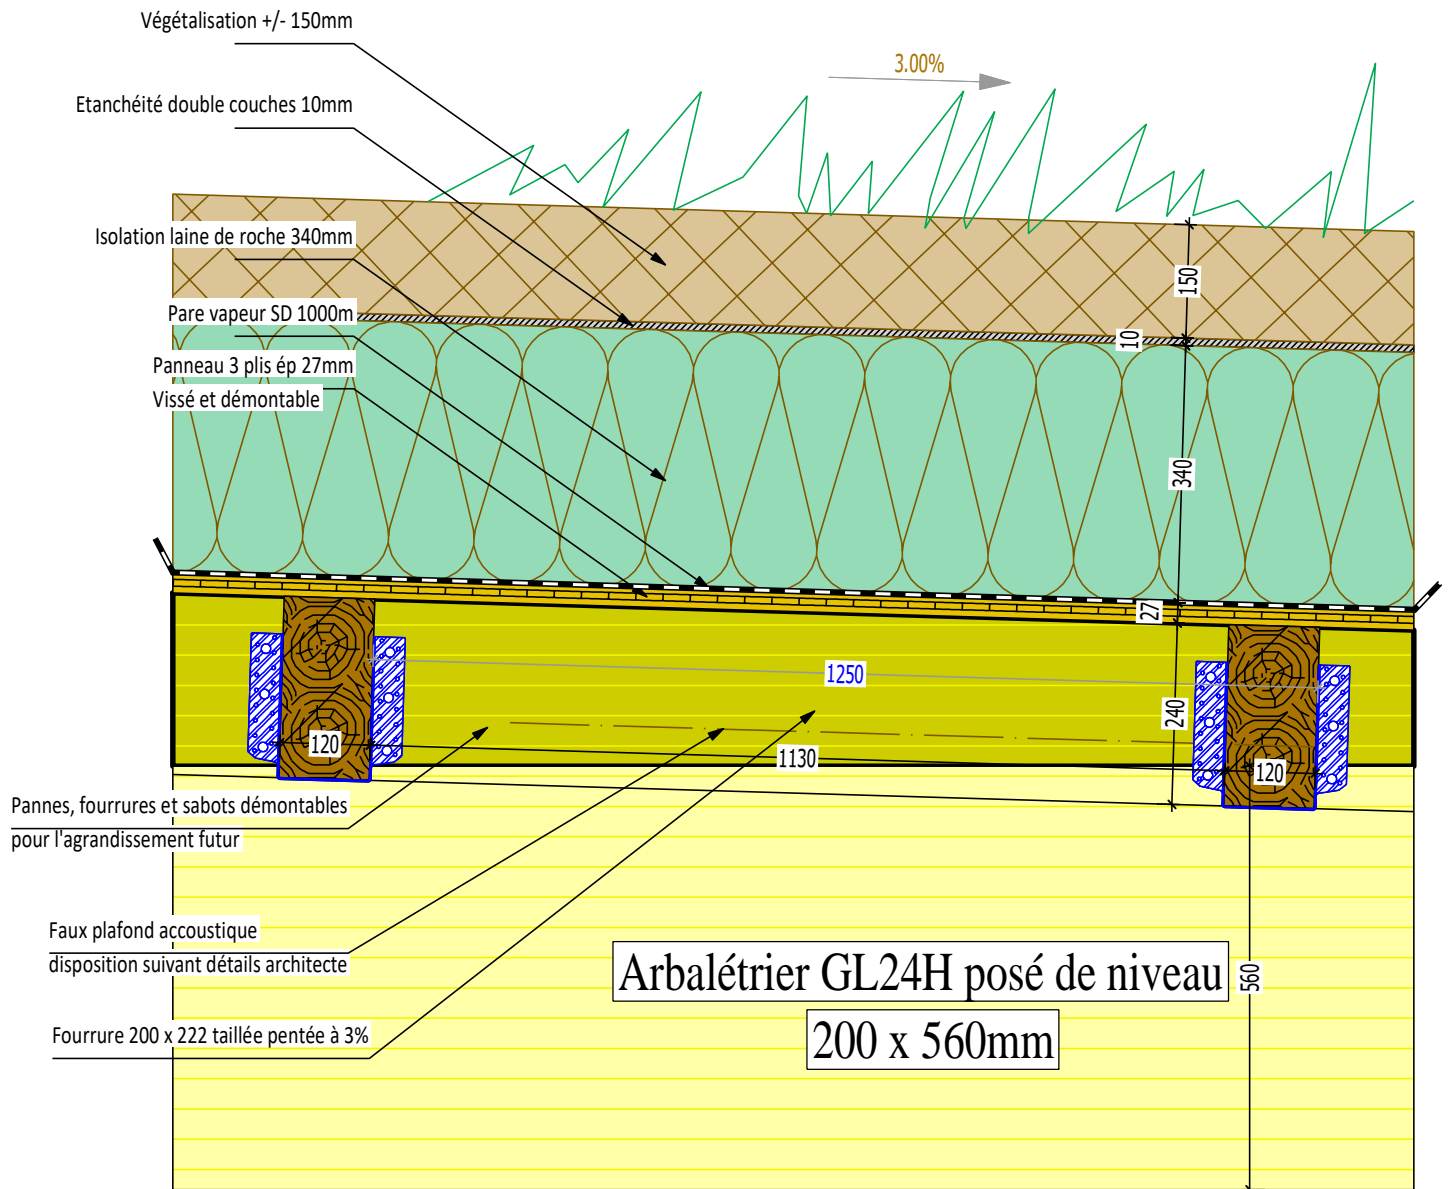 Végétalisation +/- 150mm
3.00%
Etanchéité double couches 10mm
Isolation laine de roche 340mm
150
Pare vapeur SD 1000m
10
Panneau 3 plis ép 27mm
Vissé et démontable
340
27
1250
240
120
1130
120
Pannes, fourrures et sabots démontables
pour l'agrandissement futur
Faux plafond accoustique
disposition suivant détails architecte
Arbalétrier GL24H posé de niveau
560
Fourrure 200 x 222 taillée pentée à 3%
200 x 560mm